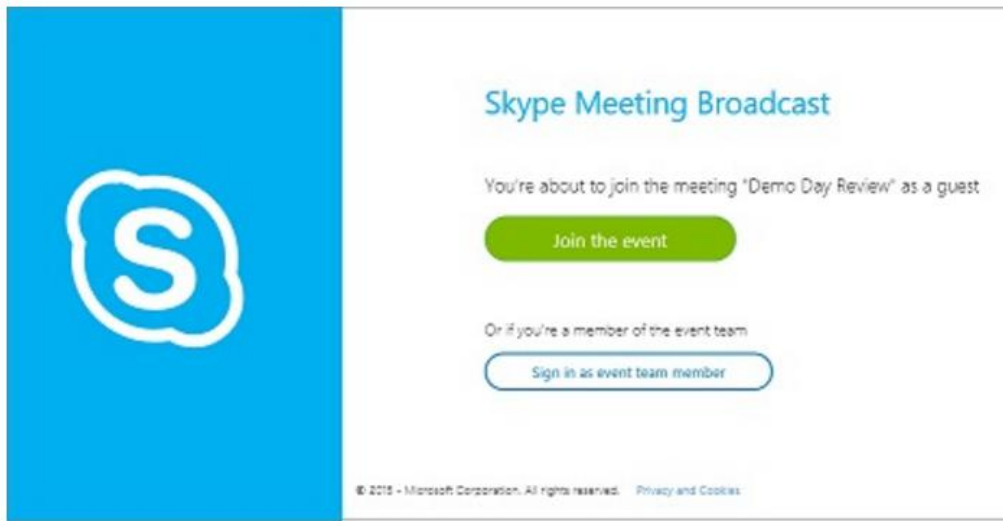 S
Skype Meeting Broadcast
You're about to join the meeting "Demo Day Review" as a guest
Join the event
Or if you're a member of the event team
Sign in as event team member
© 2015 - Microsoft Corporation. All rights reserved. Privacy and Cookies